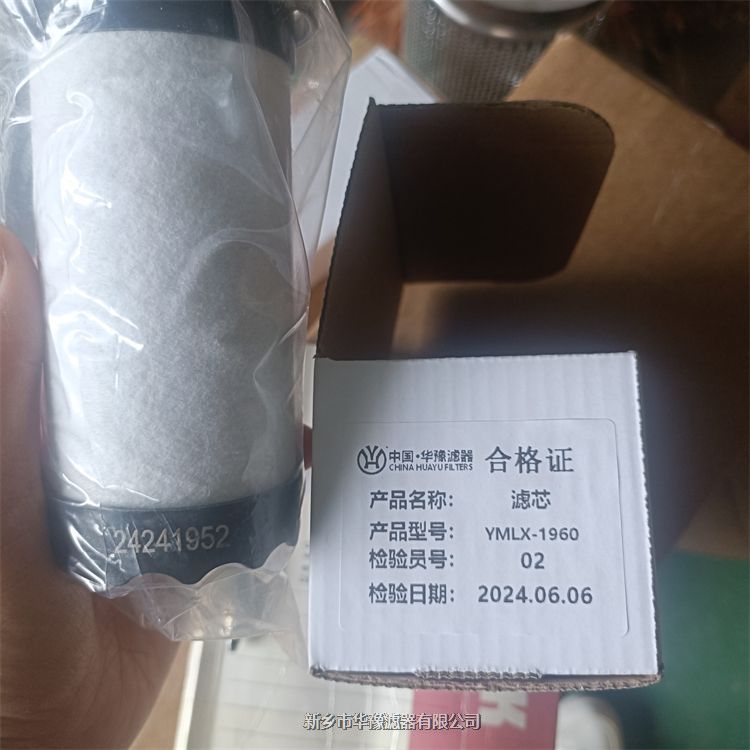 24241952
中国·华豫滤器
CHINA HUAYU FILTERS
合格证
产品名称： 滤芯
产品型号： YMLX-1960
检验员号： 02
检验日期： 2024.06.06
新乡市华豫滤器有限公司